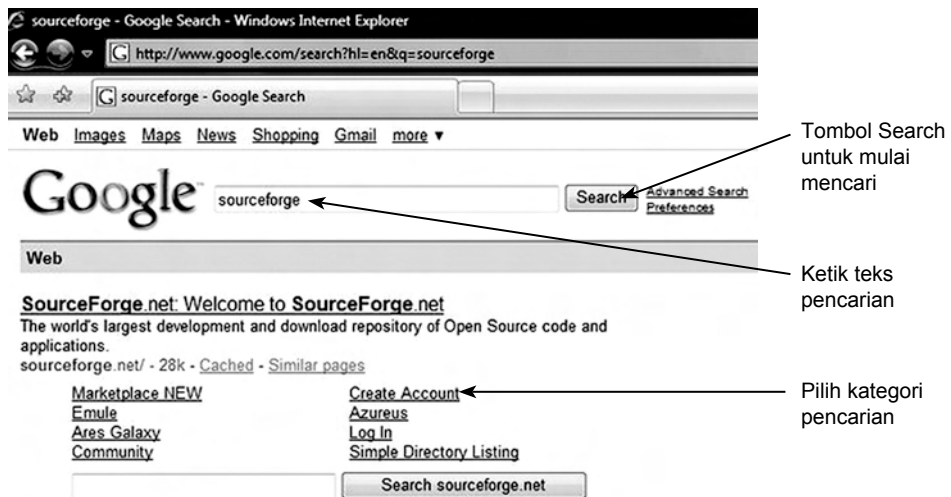 sourceforge - Google Search - Windows Internet Explorer
http://www.google.com/search?hl=en&q=sourceforge
sourceforge - Google Search
Web Images Maps News Shopping Gmail more ▼
Google sourceforge Search Advanced Search
Preferences
Web
SourceForge.net: Welcome to SourceForge.net
The world's largest development and download repository of Open Source code and
applications.
sourceforge.net/ - 28k - Cached - Similar pages
Marketplace NEW
Emule
Ares Galaxy
Community
Create Account
Azureus
Log In
Simple Directory Listing
Search sourceforge.net
Tombol Search
untuk mulai
mencari
Ketik teks
pencarian
Pilih kategori
pencarian